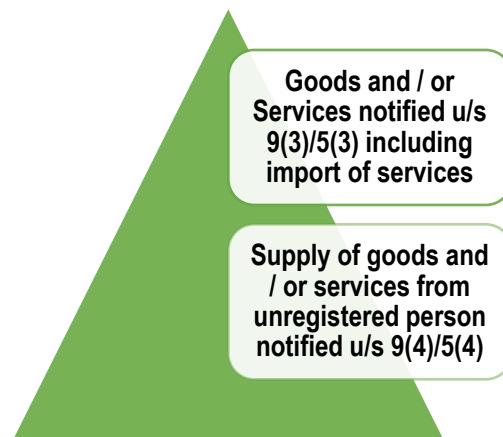 Goods and / or
Services notified u/s
9(3)/5(3) including
import of services
Supply of goods and
/ or services from
unregistered person
notified u/s 9(4)/5(4)